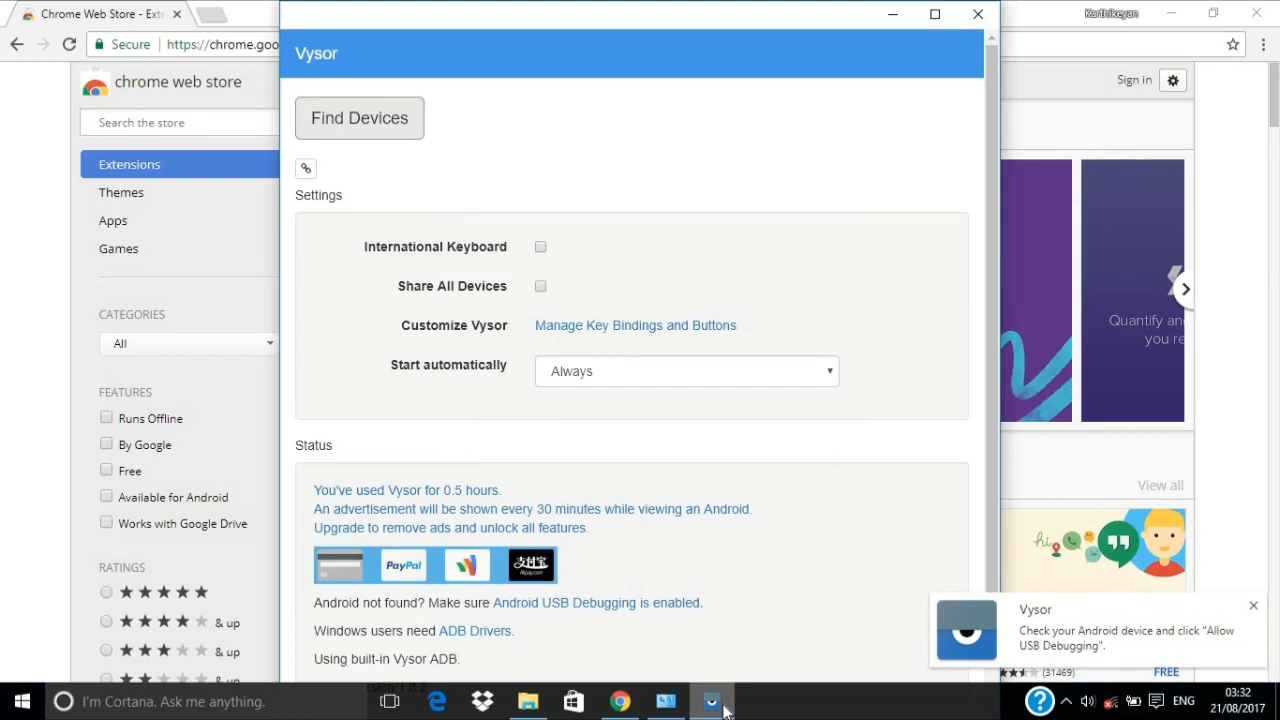 Chrome Web Store - Exte
Karthikeyan
Secure
https://chrome.goo
chrome web store
Sign in
Search the store
Extensions
Themes
Apps
Games
CATEGORIES
All
FEATURES
Runs Offline
By Google
Free
Available for Android
Works with Google Drive
RATINGS
& up
& up
Vysor
Find Devices
Settings
International Keyboard
Share All Devices
Customize Vysor Manage Key Bindings and Buttons
Start automatically Always
Status
You've used Vysor for 0.5 hours.
An advertisement will be shown every 30 minutes while viewing an Android.
Upgrade to remove ads and unlock all features.
PayPal
支付宝
Alipay.com
Android not found? Make sure Android USB Debugging is enabled.
Windows users need ADB Drivers.
Using built-in Vysor ADB.
Quantify an
you re
View all
hi
Vysor
Check your Android device and click "Allow
USB Debugging".
(31469)
FREE
I'm Cortana. Ask me anything.
ENG
03:32
21/08/2017